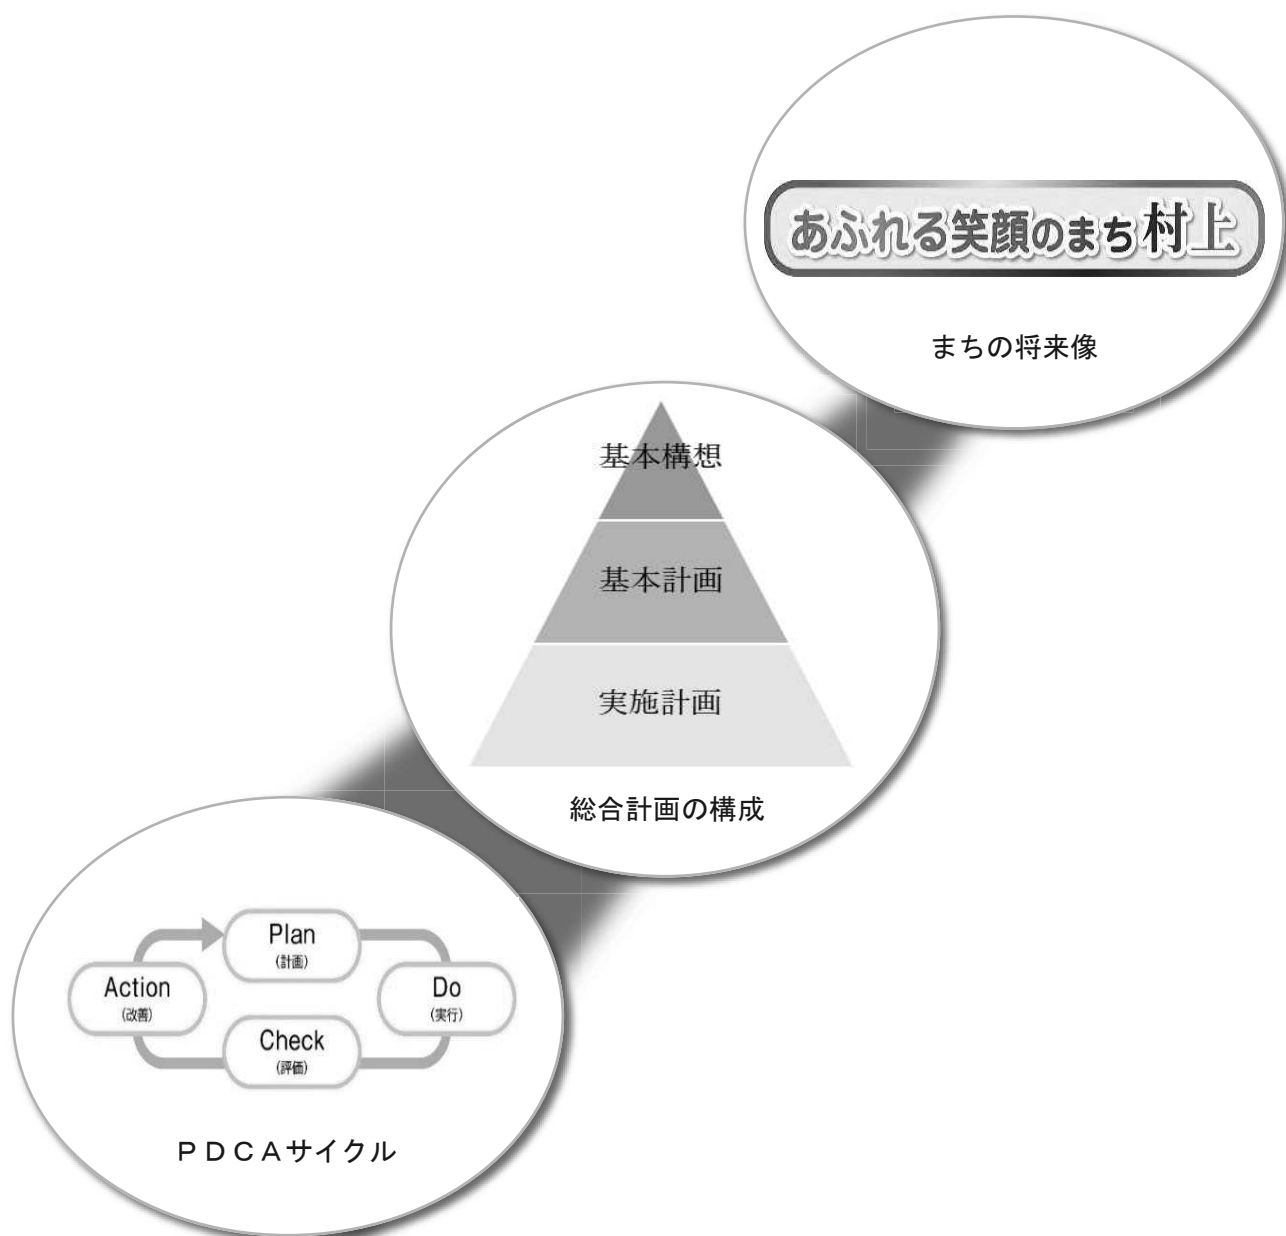 あふれる笑顔のまち村上
まちの将来像
基本構想
基本計画
実施計画
総合計画の構成
Plan
(計画)
Action
(改善)
Do
(実行)
Check
(評価)
ＰＤＣＡサイクル